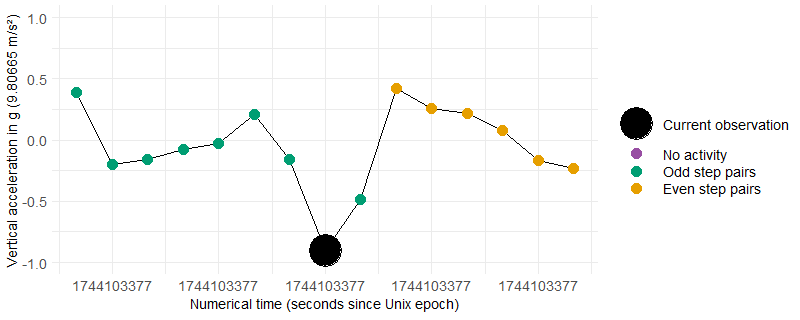 Vertical acceleration in g (9.80665 m/s²)
1.0
0.5
0.0
-0.5
-1.0
1744103377 1744103377 1744103377 1744103377 1744103377
Numerical time (seconds since Unix epoch)
Current observation
No activity
Odd step pairs
Even step pairs